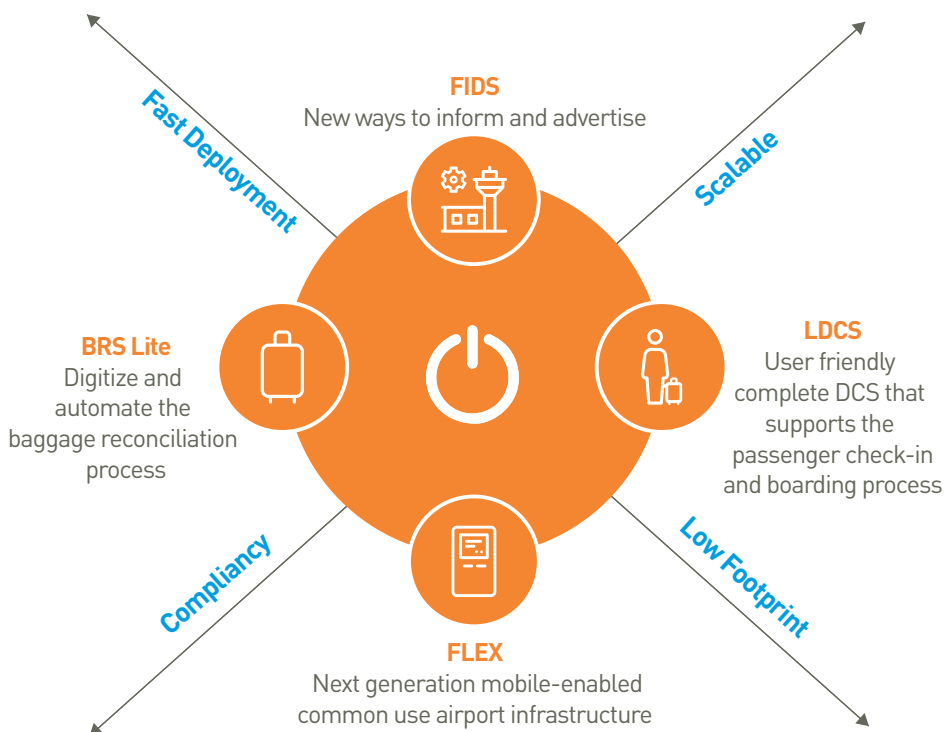 FIDS
New ways to inform and advertise
Fast Deployment
Scalable
BRS Lite
Digitize and
automate the
baggage reconciliation
process
LDCS
User friendly
complete DCS that
supports the
passenger check-in
and boarding process
Compliancy
Low Footprint
FLEX
Next generation mobile-enabled
common use airport infrastructure